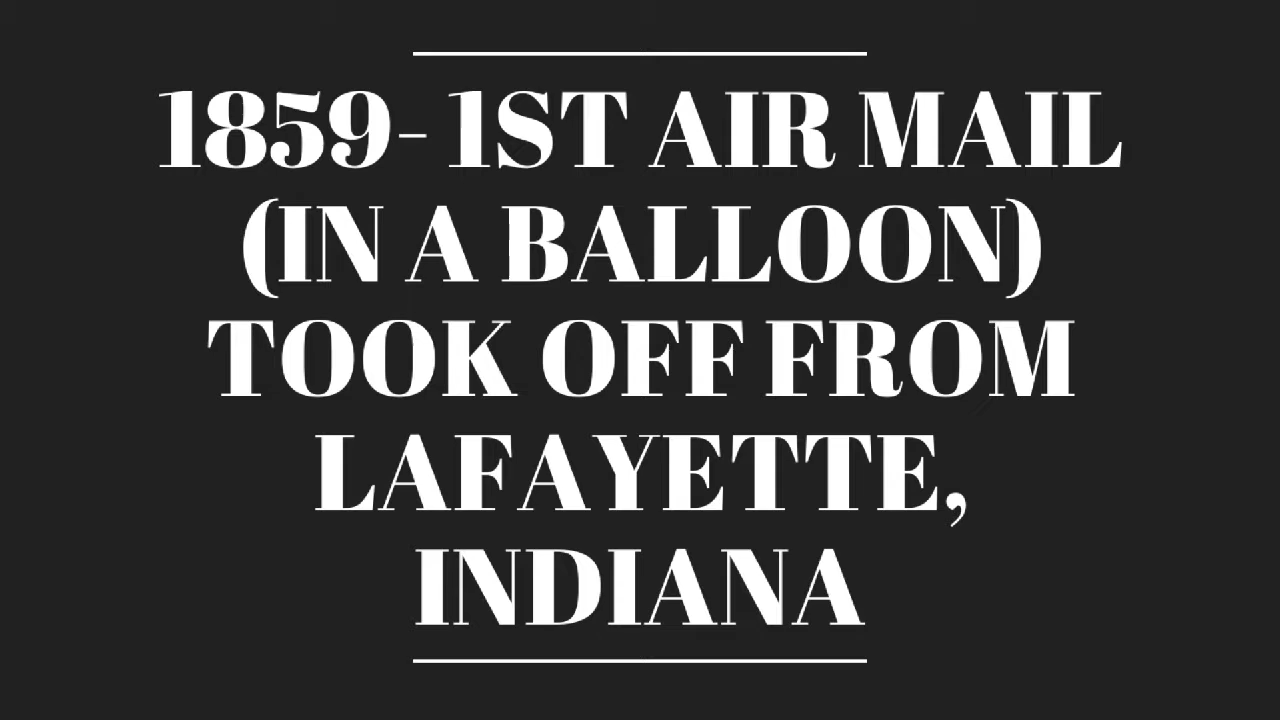 1859- 1ST AIR MAIL
(IN A BALLOON)
TOOK OFF FROM
LAFAYETTE,
INDIANA